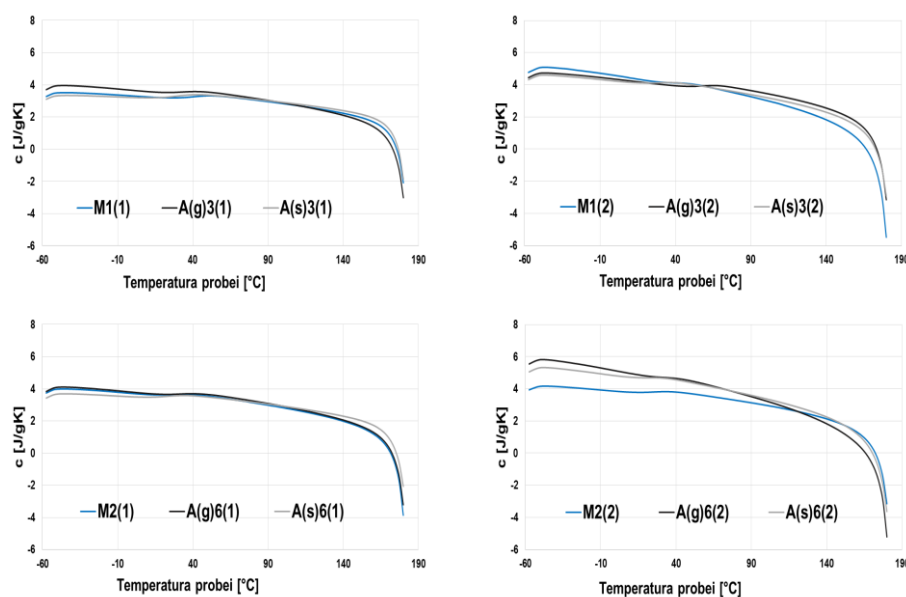 8
6
4
2
0
-2
-4
-6
c [J/gK]
M1(1) A(g)3(1) A(s)3(1)
-60 -10 40 90 140 190
Temperatura probei [°C]
8
6
4
2
0
-2
-4
-6
c [J/gK]
M1(2) A(g)3(2) A(s)3(2)
-60 -10 40 90 140 190
Temperatura probei [°C]
8
6
4
2
0
-2
-4
-6
c [J/gK]
M2(1) A(g)6(1) A(s)6(1)
-60 -10 40 90 140 190
Temperatura probei [°C]
8
6
4
2
0
-2
-4
-6
c [J/gK]
M2(2) A(g)6(2) A(s)6(2)
-60 -10 40 90 140 190
Temperatura probei [°C]